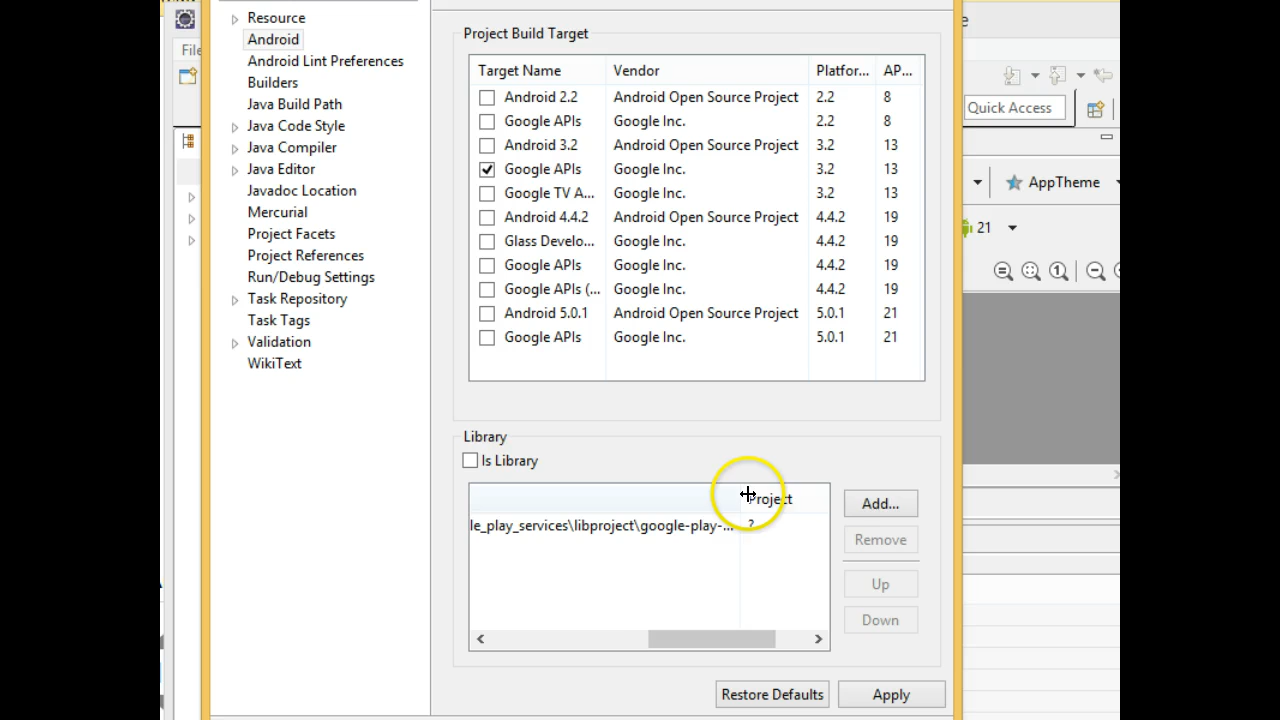 Resource
Android
Android Lint Preferences
Builders
Java Build Path
Java Code Style
Java Compiler
Java Editor
Javadoc Location
Mercurial
Project Facets
Project References
Run/Debug Settings
Task Repository
Task Tags
Validation
WikiText
File
Project Build Target
Target Name Vendor Platfor... AP...
Android 2.2 Android Open Source Project 2.2 8
Google APIs Google Inc. 2.2 8
Android 3.2 Android Open Source Project 3.2 13
Google APIs Google Inc. 3.2 13
Google TV A... Google Inc. 3.2 13
Android 4.4.2 Android Open Source Project 4.4.2 19
Glass Develo... Google Inc. 4.4.2 19
Google APIs Google Inc. 4.4.2 19
Google APIs (... Google Inc. 4.4.2 19
Android 5.0.1 Android Open Source Project 5.0.1 21
Google APIs Google Inc. 5.0.1 21
Library
Is Library
Project
le_play_services\libproject\google-play-... ?
Add...
Remove
Up
Down
Restore Defaults Apply
e
Quick Access
AppTheme
21
1